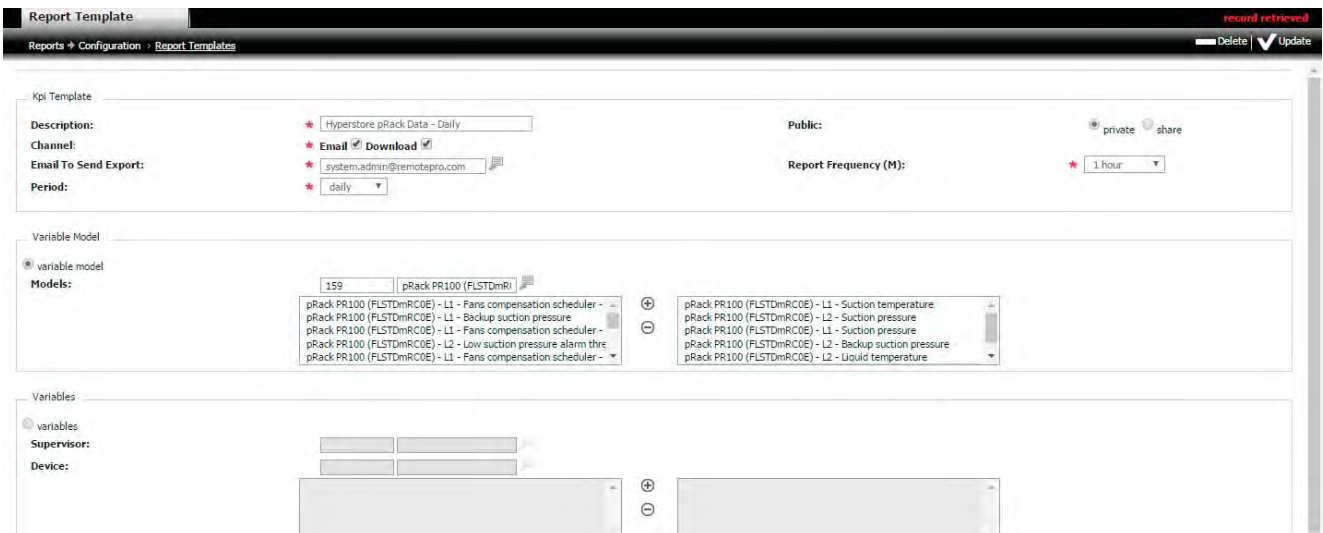 Report Template
record retrieved
Reports → Configuration > Report Templates
Delete | Update
Kpi Template
Description: * Hyperstore pRack Data - Daily Public: private share
Channel: * Email Download
Email To Send Export: * system.admin@remotepro.com Report Frequency (M): * 1 hour
Period: * daily
Variable Model
variable model
Models: 159 pRack PR100 (FLSTDmR
pRack PR100 (FLSTDmRC0E) - L1 - Fans compensation scheduler - pRack PR100 (FLSTDmRC0E) - L1 - Suction temperature
pRack PR100 (FLSTDmRC0E) - L1 - Backup suction pressure pRack PR100 (FLSTDmRC0E) - L2 - Suction pressure
pRack PR100 (FLSTDmRC0E) - L1 - Fans compensation scheduler - pRack PR100 (FLSTDmRC0E) - L1 - Suction pressure
pRack PR100 (FLSTDmRC0E) - L2 - Low suction pressure alarm thre pRack PR100 (FLSTDmRC0E) - L2 - Backup suction pressure
pRack PR100 (FLSTDmRC0E) - L1 - Fans compensation scheduler - pRack PR100 (FLSTDmRC0E) - L2 - Liquid temperature
Variables
variables
Supervisor:
Device: